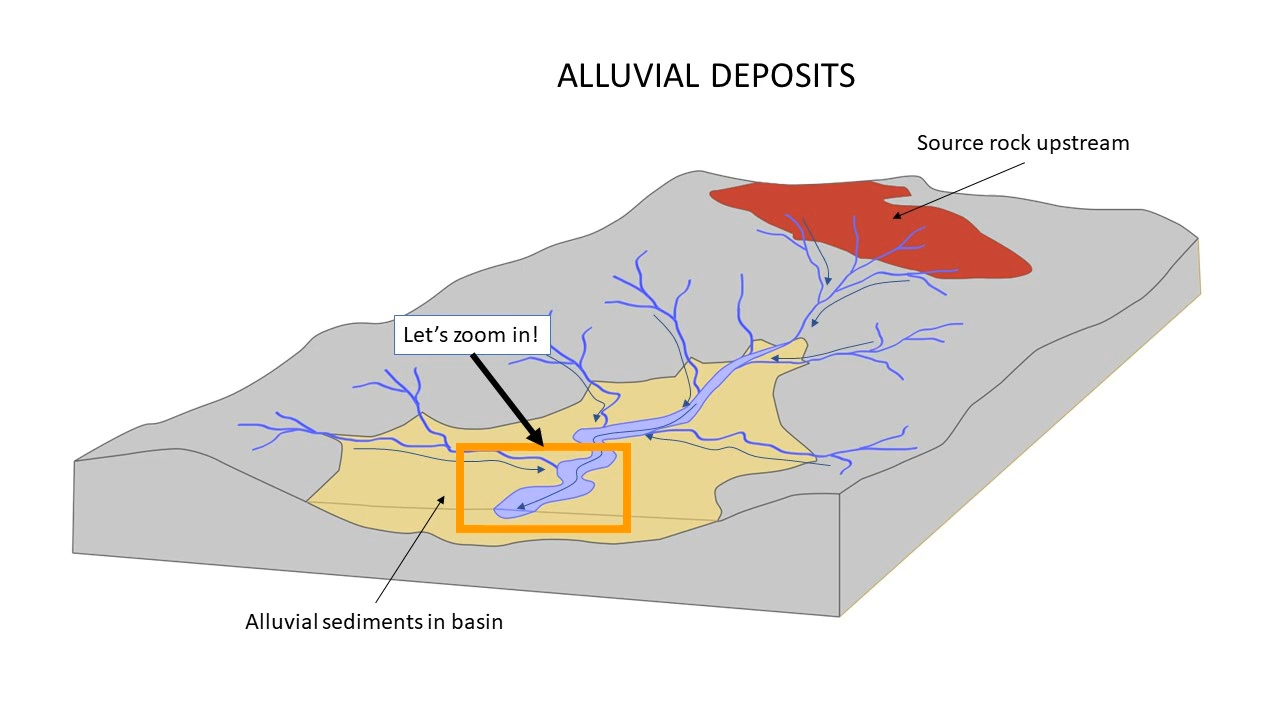 ALLUVIAL DEPOSITS
Source rock upstream
Let's zoom in!
Alluvial sediments in basin